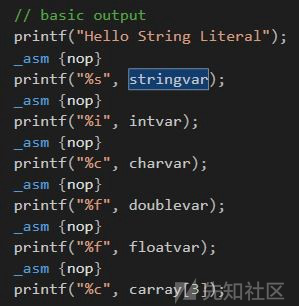 // basic output
printf("Hello String Literal");
_asm {nop}
printf("%s", stringvar);
_asm {nop}
printf("%i", intvar);
_asm {nop}
printf("%c", charvar);
_asm {nop}
printf("%f", doublevar);
_asm {nop}
printf("%f", floatvar);
_asm {nop}
printf("%c", carray[3]);
先知社区